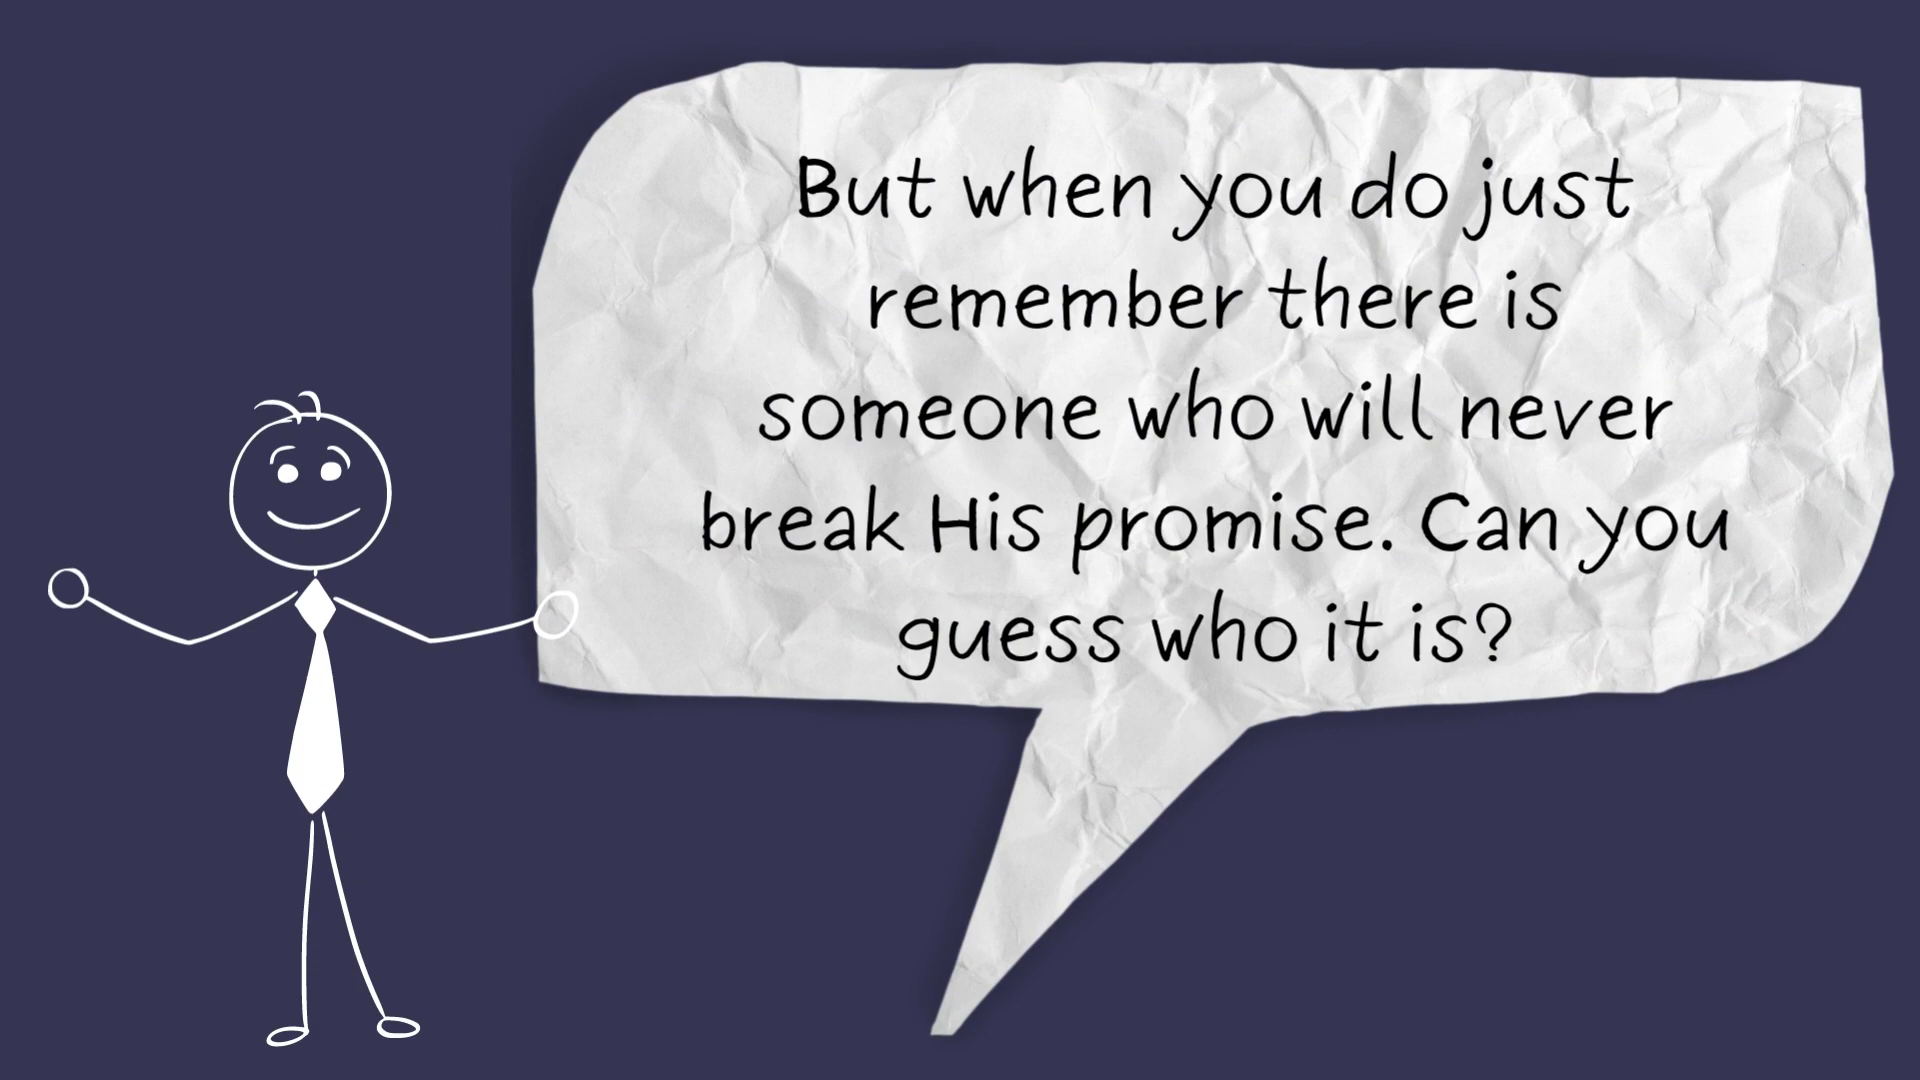 But when you do just
remember there is
someone who will never
break His promise. Can you
guess who it is?